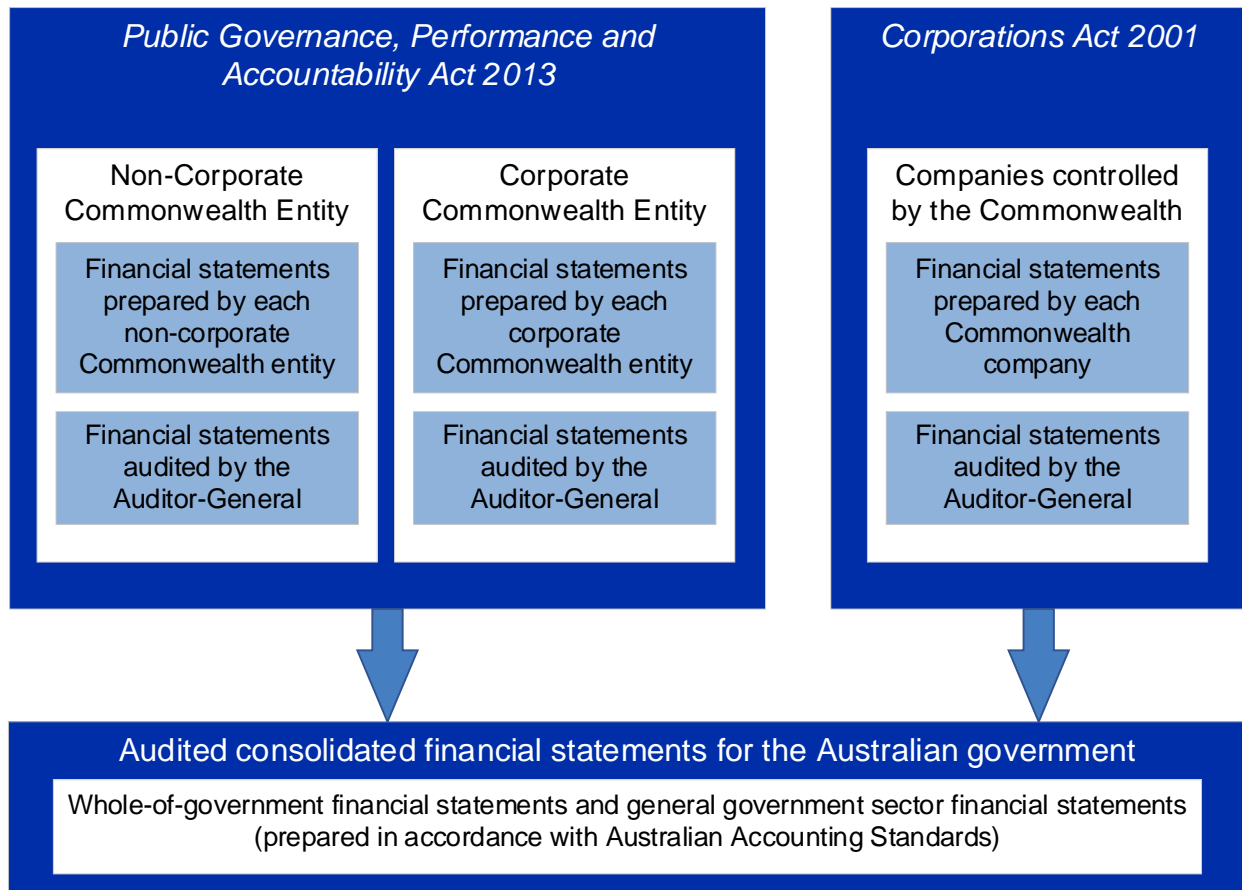 Public Governance, Performance and
Accountability Act 2013
Non-Corporate
Commonwealth Entity
Financial statements
prepared by each
non-corporate
Commonwealth entity
Financial statements
audited by the
Auditor-General
Corporate
Commonwealth Entity
Financial statements
prepared by each
corporate
Commonwealth entity
Financial statements
audited by the
Auditor-General
Corporations Act 2001
Companies controlled
by the Commonwealth
Financial statements
prepared by each
Commonwealth
company
Financial statements
audited by the
Auditor-General
Audited consolidated financial statements for the Australian government
Whole-of-government financial statements and general government sector financial statements
(prepared in accordance with Australian Accounting Standards)